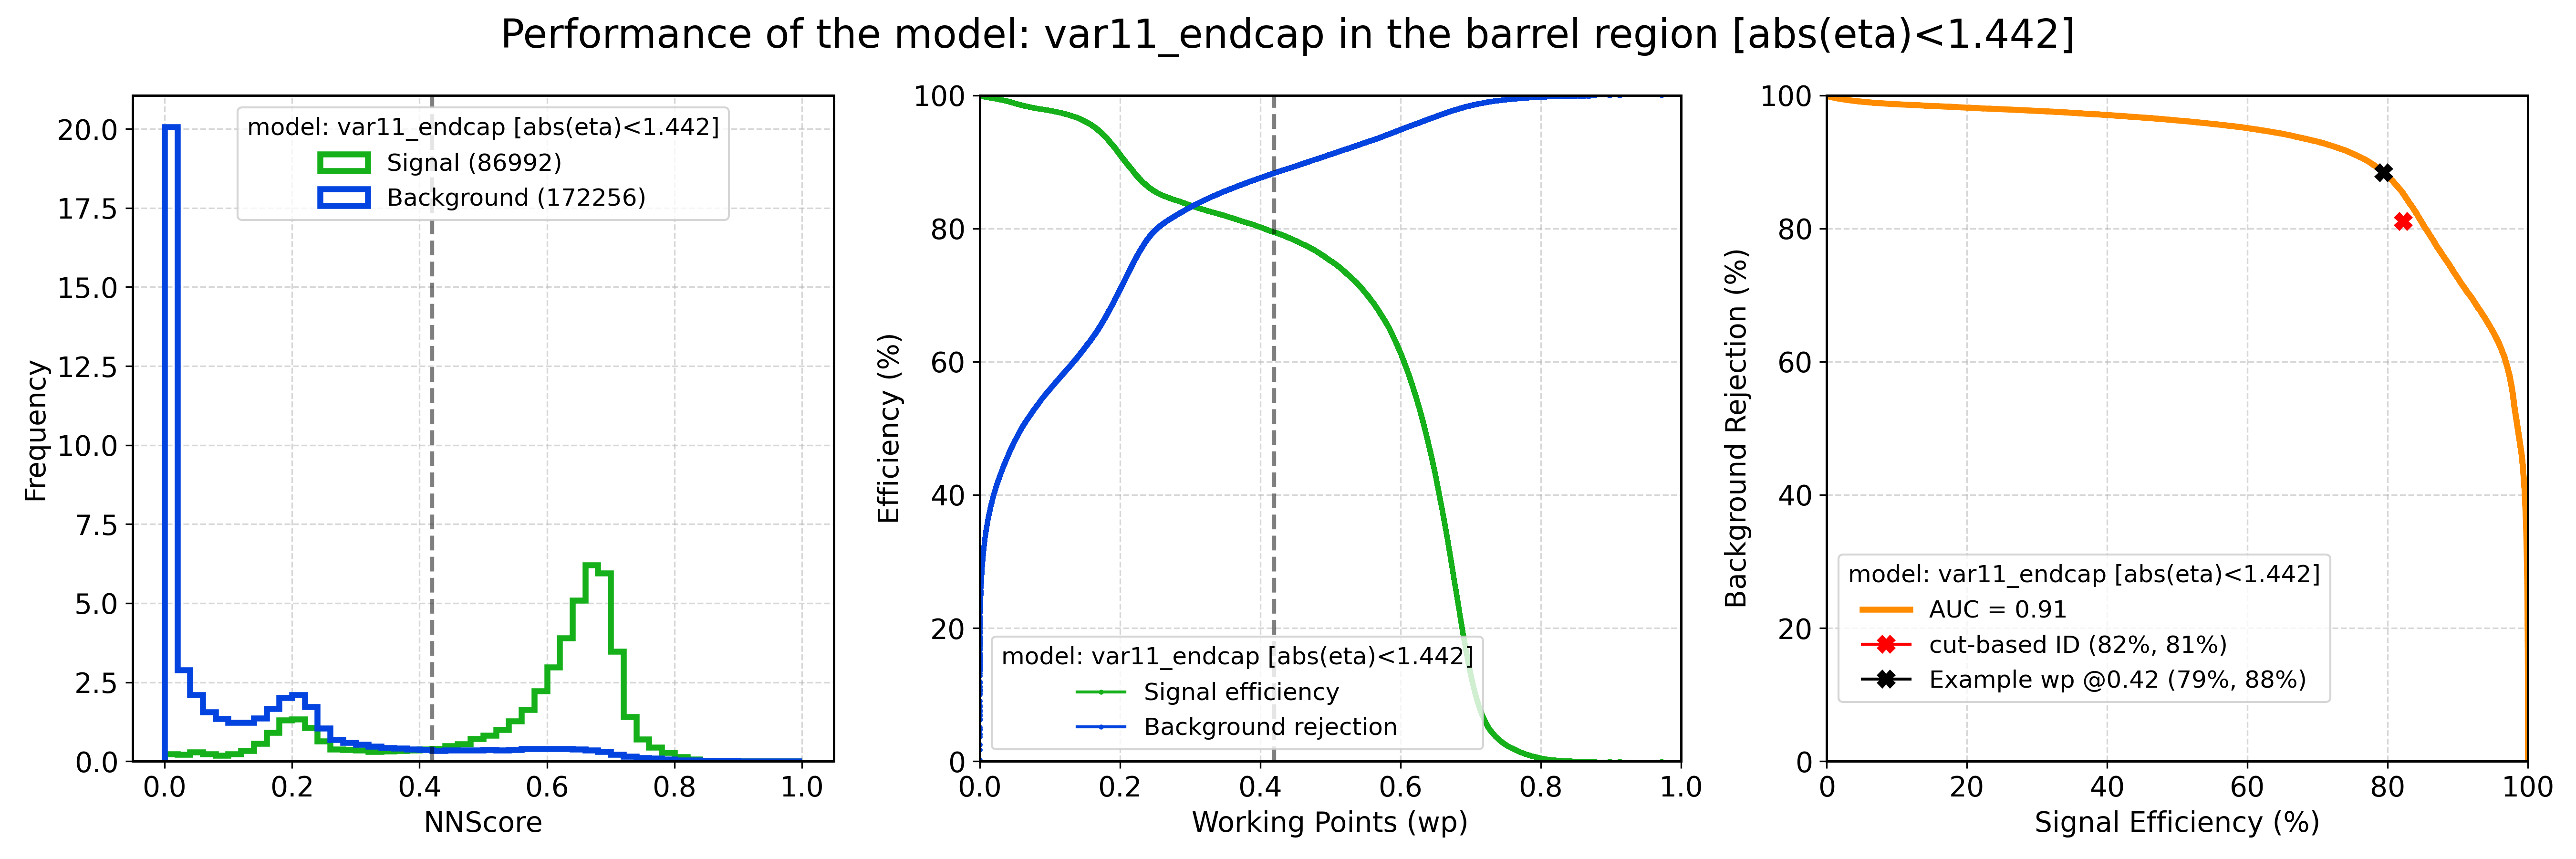 Performance of the model: var11_endcap in the barrel region [abs(eta)<1.442]
Frequency
20.0
17.5
15.0
12.5
10.0
7.5
5.0
2.5
0.0
model: var11_endcap [abs(eta)<1.442]
Signal (86992)
Background (172256)
0.0 0.2 0.4 0.6 0.8 1.0
NNScore
Efficiency (%)
100
80
60
40
20
0
model: var11_endcap [abs(eta)<1.442]
Signal efficiency
Background rejection
0.0 0.2 0.4 0.6 0.8 1.0
Working Points (wp)
Background Rejection (%)
100
80
60
40
20
0
model: var11_endcap [abs(eta)<1.442]
AUC = 0.91
cut-based ID (82%, 81%)
Example wp @0.42 (79%, 88%)
0 20 40 60 80 100
Signal Efficiency (%)